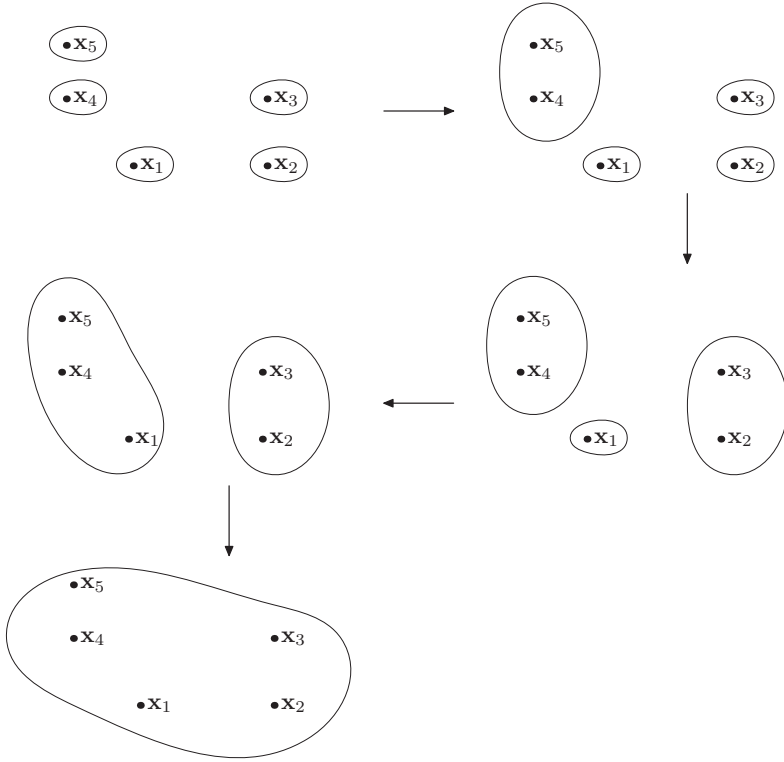 x₅ x₅
x₄ x₃ x₄ x₃
x₁ x₂ x₁ x₂
x₅ x₅
x₄ x₃ x₄ x₃
x₁ x₂ x₁ x₂
x₅
x₄ x₃
x₁ x₂